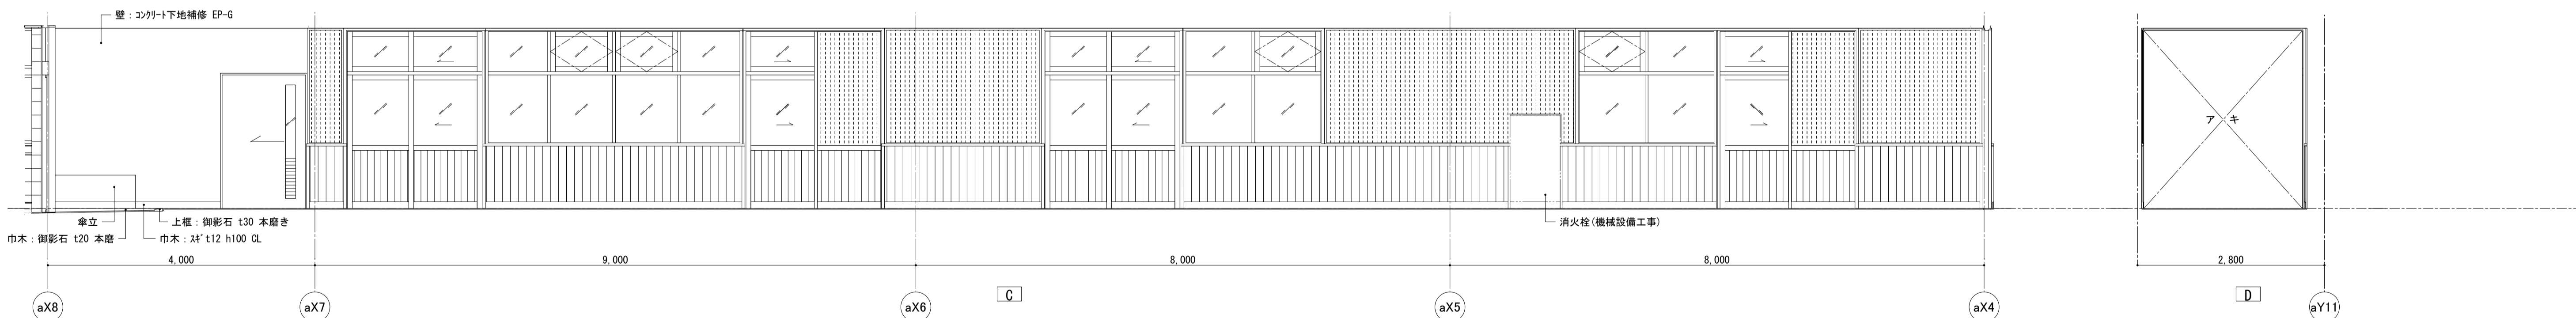 壁：コンクリート下地補修 EP-G
ア キ
傘立
上框：御影石 t30 本磨き
消火栓(機械設備工事)
巾木：御影石 t20 本磨
巾木：スギt12 h100 CL
4,000
9,000
8,000
8,000
2,800
C
D
aX8
aX7
aX6
aX5
aX4
aY11